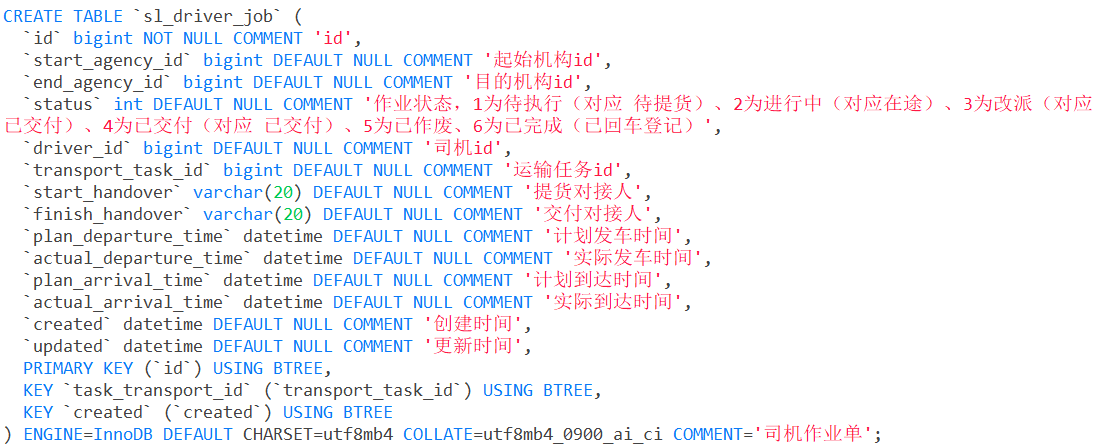 CREATE TABLE `sl_driver_job` (
  `id` bigint NOT NULL COMMENT 'id',
  `start_agency_id` bigint DEFAULT NULL COMMENT '起始机构id',
  `end_agency_id` bigint DEFAULT NULL COMMENT '目的机构id',
  `status` int DEFAULT NULL COMMENT '作业状态，1为待执行（对应 待提货）、2为进行中（对应在途）、3为改派（对应
已交付）、4为已交付（对应 已交付）、5为已作废、6为已完成（已回车登记）',
  `driver_id` bigint DEFAULT NULL COMMENT '司机id',
  `transport_task_id` bigint DEFAULT NULL COMMENT '运输任务id',
  `start_handover` varchar(20) DEFAULT NULL COMMENT '提货对接人',
  `finish_handover` varchar(20) DEFAULT NULL COMMENT '交付对接人',
  `plan_departure_time` datetime DEFAULT NULL COMMENT '计划发车时间',
  `actual_departure_time` datetime DEFAULT NULL COMMENT '实际发车时间',
  `plan_arrival_time` datetime DEFAULT NULL COMMENT '计划到达时间',
  `actual_arrival_time` datetime DEFAULT NULL COMMENT '实际到达时间',
  `created` datetime DEFAULT NULL COMMENT '创建时间',
  `updated` datetime DEFAULT NULL COMMENT '更新时间',
  PRIMARY KEY (`id`) USING BTREE,
  KEY `task_transport_id` (`transport_task_id`) USING BTREE,
  KEY `created` (`created`) USING BTREE
) ENGINE=InnoDB DEFAULT CHARSET=utf8mb4 COLLATE=utf8mb4_0900_ai_ci COMMENT='司机作业单';